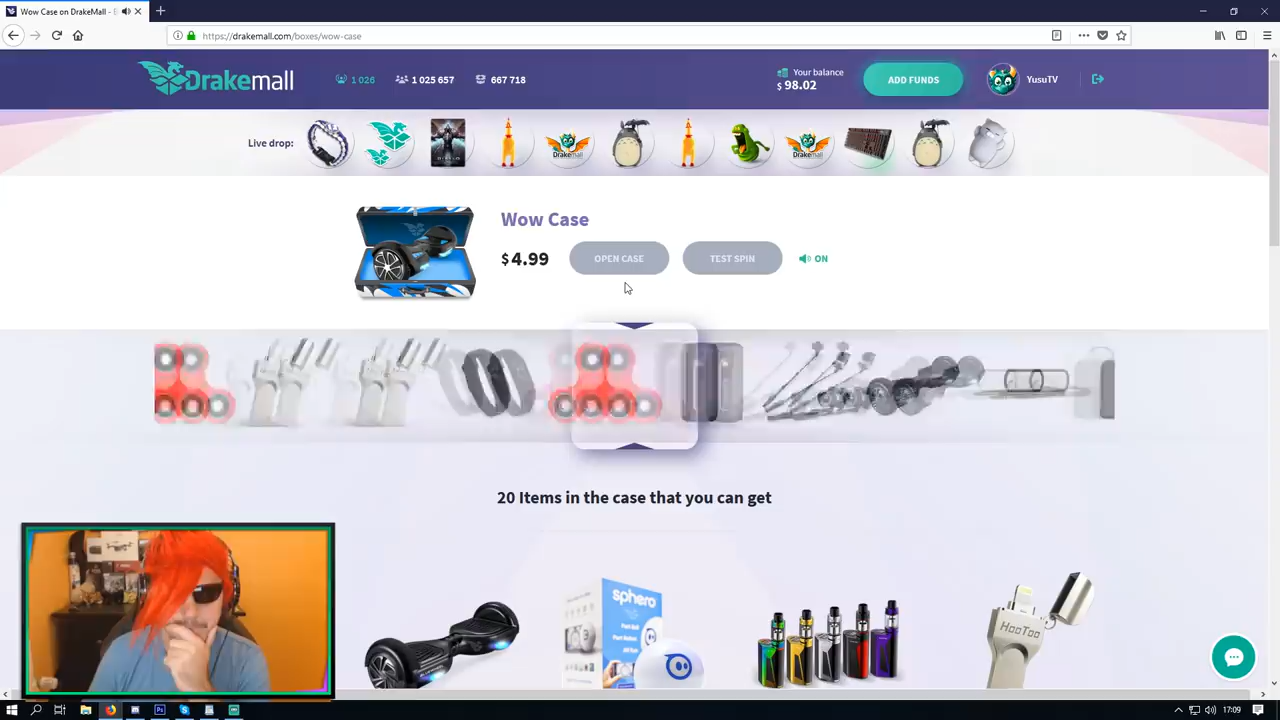 Wow Case on DrakeMall - E
https://drakemall.com/boxes/wow-case
Drakemall
1 026
1 025 657
667 718
Your balance
$ 98.02
ADD FUNDS
YusuTV
Live drop:
Drakemall
Drakemall
Wow Case
$ 4.99
OPEN CASE
TEST SPIN
ON
20 Items in the case that you can get
sphero
HooToo
17:09